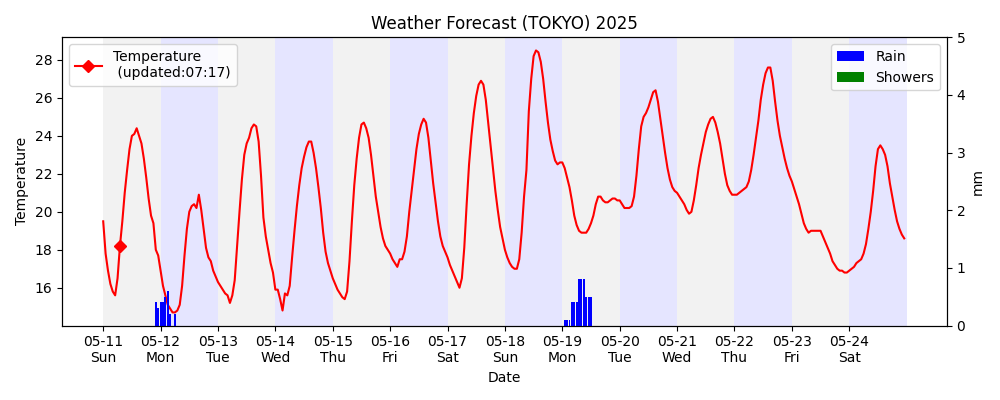 Weather Forecast (TOKYO) 2025
Temperature
(updated:07:17)
Rain
Showers
Temperature
28
26
24
22
20
18
16
5
4
3
2
1
0
mm
05-11 05-12 05-13 05-14 05-15 05-16 05-17 05-18 05-19 05-20 05-21 05-22 05-23 05-24
Sun Mon Tue Wed Thu Fri Sat Sun Mon Tue Wed Thu Fri Sat
Date